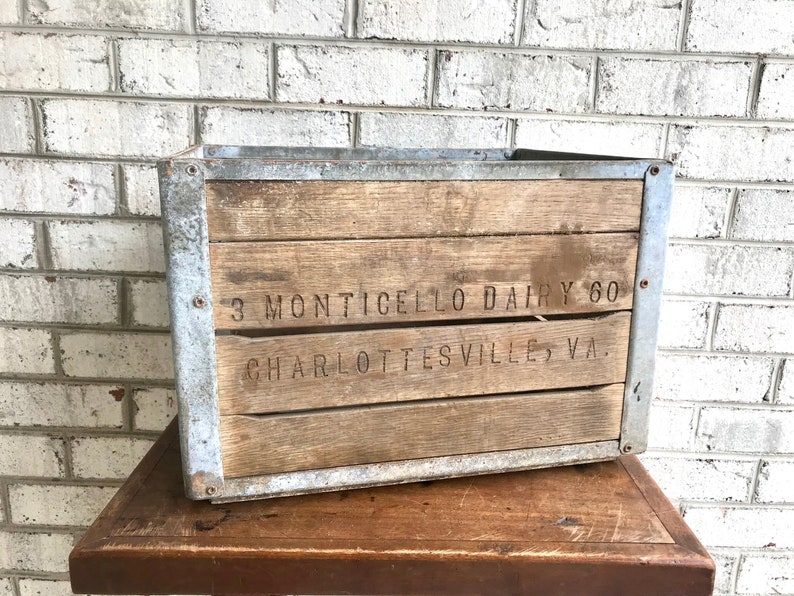 3 MONTICELLO DAIRY 60
CHARLOTTESVILLE, VA.